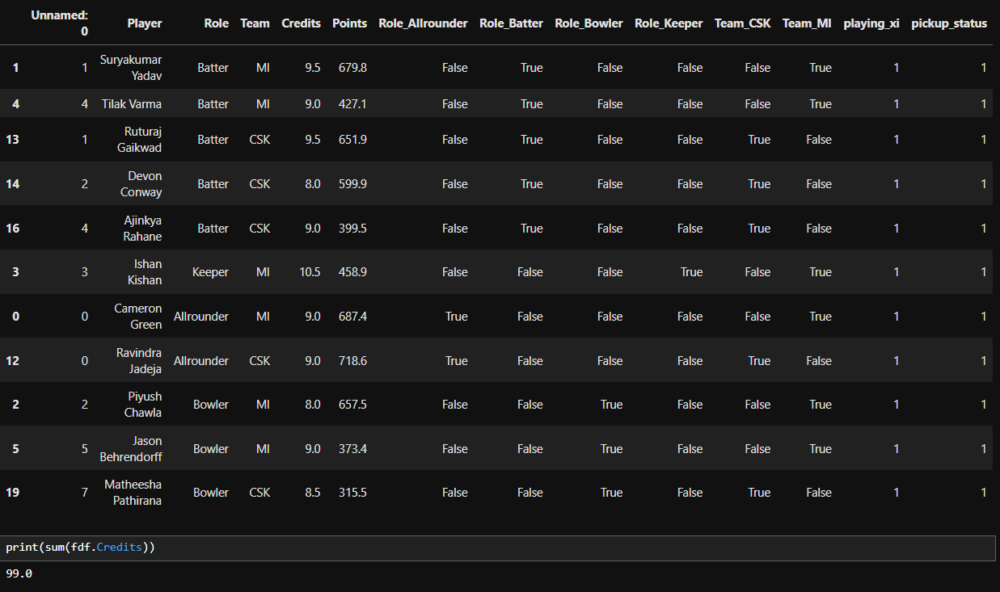 Unnamed: 0 Player Role Team Credits Points Role_Allrounder Role_Batter Role_Bowler Role_Keeper Team_CSK Team_MI playing_xi pickup_status
1 1 Suryakumar Yadav Batter MI 9.5 679.8 False True False False False True 1 1
4 4 Tilak Varma Batter MI 9.0 427.1 False True False False False True 1 1
13 1 Ruturaj Gaikwad Batter CSK 9.5 651.9 False True False False True False 1 1
14 2 Devon Conway Batter CSK 8.0 599.9 False True False False True False 1 1
16 4 Ajinkya Rahane Batter CSK 9.0 399.5 False True False False True False 1 1
3 3 Ishan Kishan Keeper MI 10.5 458.9 False False False True False True 1 1
0 0 Cameron Green Allrounder MI 9.0 687.4 True False False False False True 1 1
12 0 Ravindra Jadeja Allrounder CSK 9.0 718.6 True False False False True False 1 1
2 2 Piyush Chawla Bowler MI 8.0 657.5 False False True False False True 1 1
5 5 Jason Behrendorff Bowler MI 9.0 373.4 False False True False False True 1 1
19 7 Matheesha Pathirana Bowler CSK 8.5 315.5 False False True False True False 1 1
print(sum(fdf.Credits))
99.0